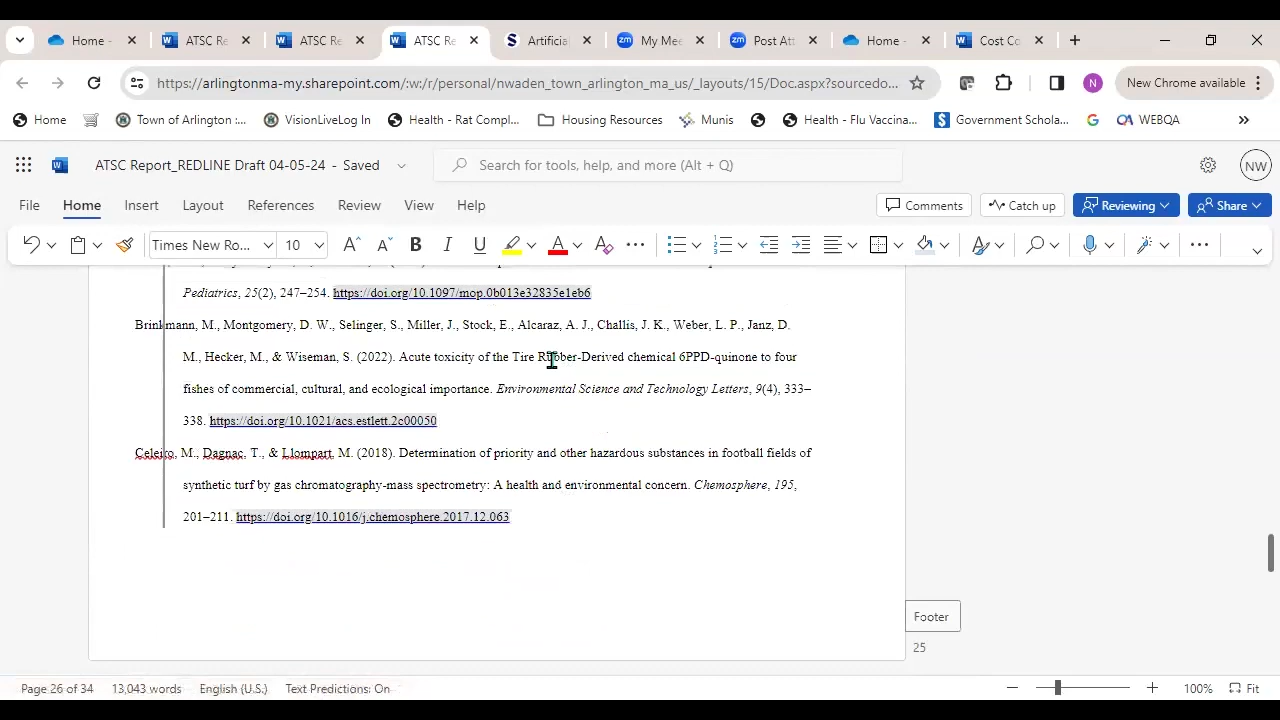 Home -
ATSC Re
ATSC Re
ATSC Re
Artificia
My Mee
Post Att
Home -
Cost Co
https://arlingtonma-my.sharepoint.com/:w:/r/personal/nwaden_town_arlington_ma_us/_layouts/15/Doc.aspx?sourcedo...
N
New Chrome available
Home
Town of Arlington :...
VisionLiveLog In
Health - Rat Compl...
Housing Resources
Munis
Health - Flu Vaccina...
Government Schola...
WEBQA
ATSC Report_REDLINE Draft 04-05-24 - Saved
Search for tools, help, and more (Alt + Q)
NW
File Home Insert Layout References Review View Help
Comments Catch up Reviewing Share
Times New Ro... 10
Pediatrics, 25(2), 247–254. https://doi.org/10.1097/mop.0b013e32835e1eb6
Brinkmann, M., Montgomery, D. W., Selinger, S., Miller, J., Stock, E., Alcaraz, A. J., Challis, J. K., Weber, L. P., Janz, D.
M., Hecker, M., & Wiseman, S. (2022). Acute toxicity of the Tire Rubber-Derived chemical 6PPD-quinone to four
fishes of commercial, cultural, and ecological importance. Environmental Science and Technology Letters, 9(4), 333–
338. https://doi.org/10.1021/acs.estlett.2c00050
Celeiro, M., Dagnac, T., & Llompart, M. (2018). Determination of priority and other hazardous substances in football fields of
synthetic turf by gas chromatography-mass spectrometry: A health and environmental concern. Chemosphere, 195,
201–211. https://doi.org/10.1016/j.chemosphere.2017.12.063
Footer
25
Page 26 of 34 13,043 words English (U.S.) Text Predictions: On
100% Fit